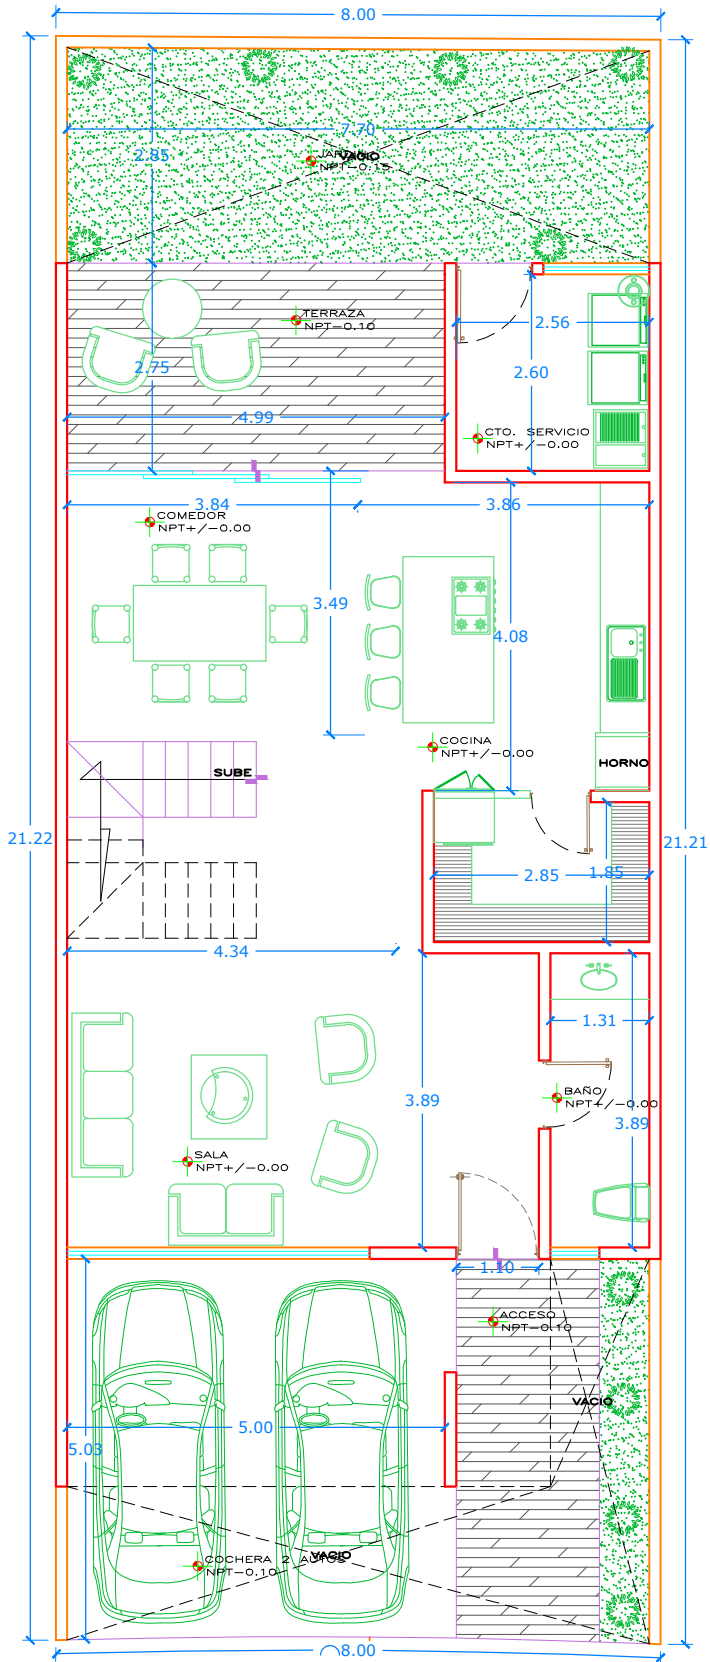 8.00
7.70
2.85
JARDIN
VACIO
NPT-0.15
TERRAZA
NPT-0.10
2.56
2.75
2.60
4.99
CTO. SERVICIO
NPT+/-0.00
3.84
3.86
COMEDOR
NPT+/-0.00
3.49
4.08
COCINA
NPT+/-0.00
HORNO
SUBE
21.22
21.21
2.85
1.85
4.34
1.31
BAÑO
NPT+/-0.00
3.89
3.89
SALA
NPT+/-0.00
1.10
ACCESO
NPT-0.10
VACIO
5.00
5.03
COCHERA 2 AUTOS
VACIO
NPT-0.10
8.00